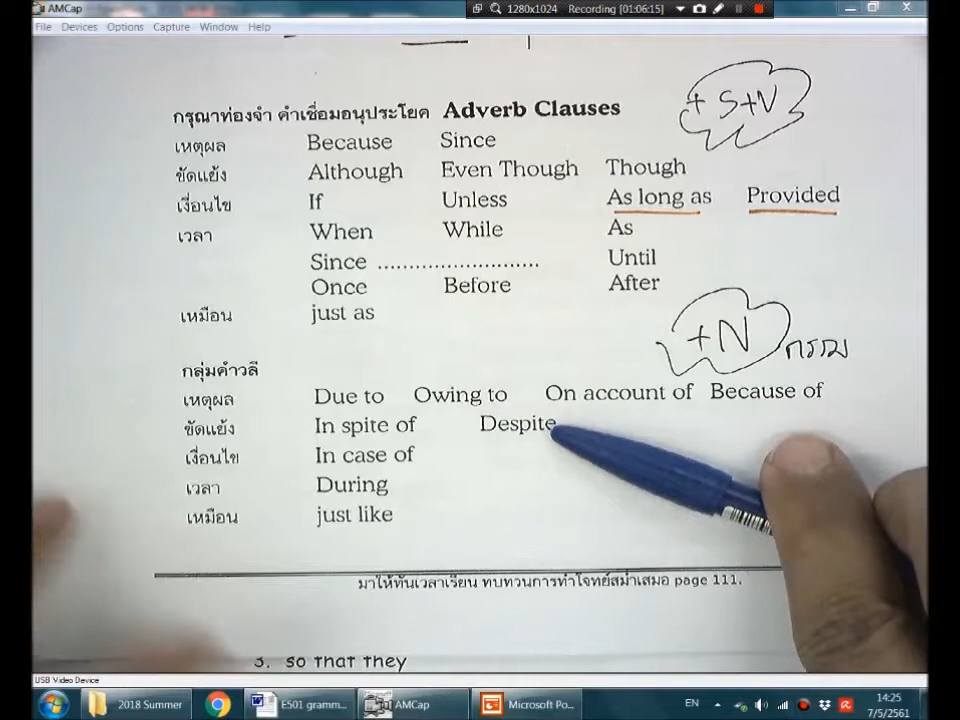 AMCap
1280x1024 Recording [01:06:15]
File Devices Options Capture Window Help
กรุณาท่องจำ คำเชื่อมอนุประโยค Adverb Clauses
+ S+V
เหตุผล Because Since
ขัดแย้ง Although Even Though Though
เงื่อนไข If Unless As long as Provided
เวลา When While As
Since .......................... Until
Once Before After
เหมือน just as
+ N กรรม
กลุ่มคำวลี
เหตุผล Due to Owing to On account of Because of
ขัดแย้ง In spite of Despite
เงื่อนไข In case of
เวลา During
เหมือน just like
มาให้ทันเวลาเรียน ทบทวนการทำโจทย์สม่ำเสมอ page 111.
3. so that they
USB Video Device
2018 Summer E501 gramm... AMCap Microsoft Po... EN 14:25
7/5/2561